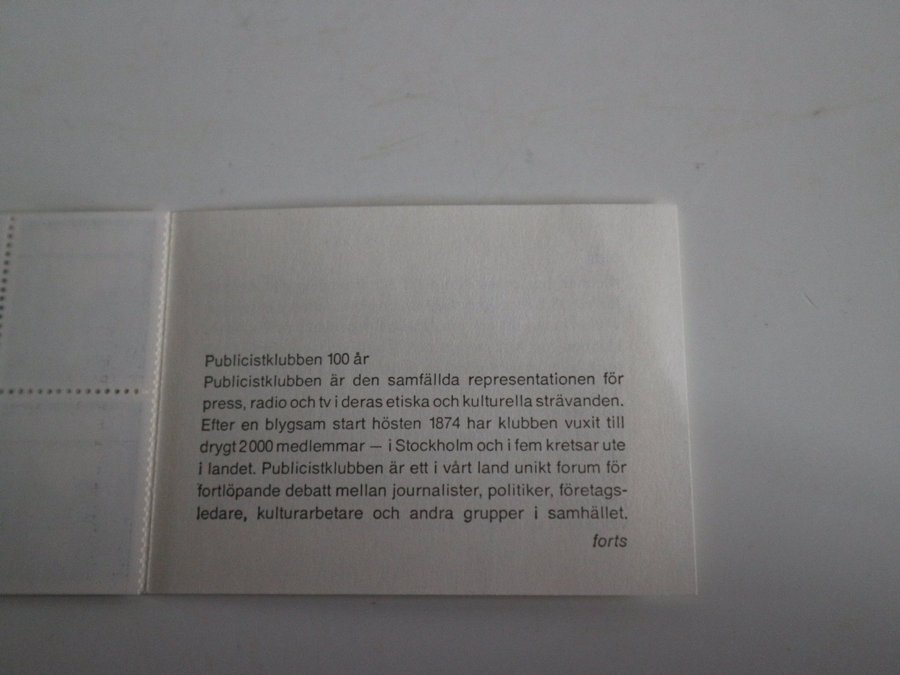 Publicistklubben 100 år
Publicistklubben är den samfällda representationen för
press, radio och tv i deras etiska och kulturella strävanden.
Efter en blygsam start hösten 1874 har klubben vuxit till
drygt 2 000 medlemmar — i Stockholm och i fem kretsar ute
i landet. Publicistklubben är ett i vårt land unikt forum för
fortlöpande debatt mellan journalister, politiker, företags-
ledare, kulturarbetare och andra grupper i samhället.
forts